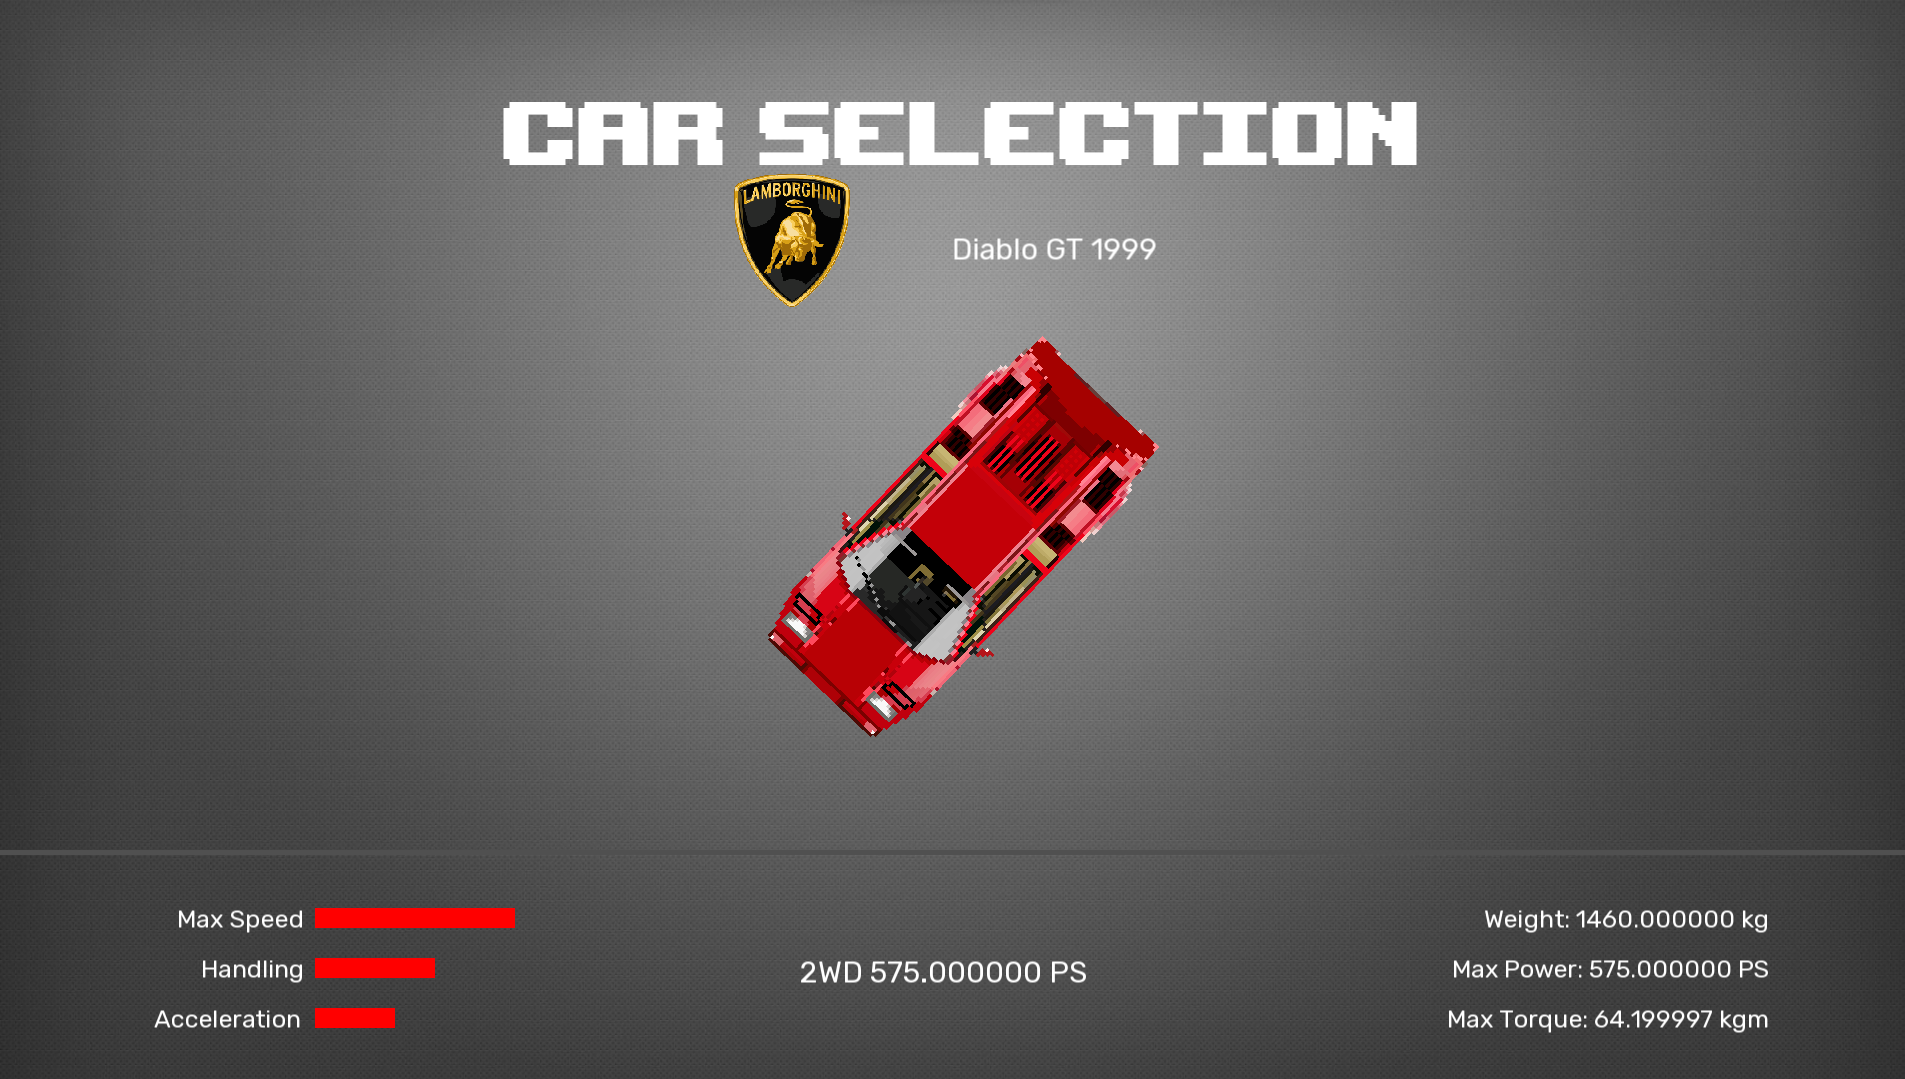 CAR SELECTION
LAMBORGHINI
Diablo GT 1999
Max Speed
Handling
Acceleration
2WD 575.000000 PS
Weight: 1460.000000 kg
Max Power: 575.000000 PS
Max Torque: 64.199997 kgm